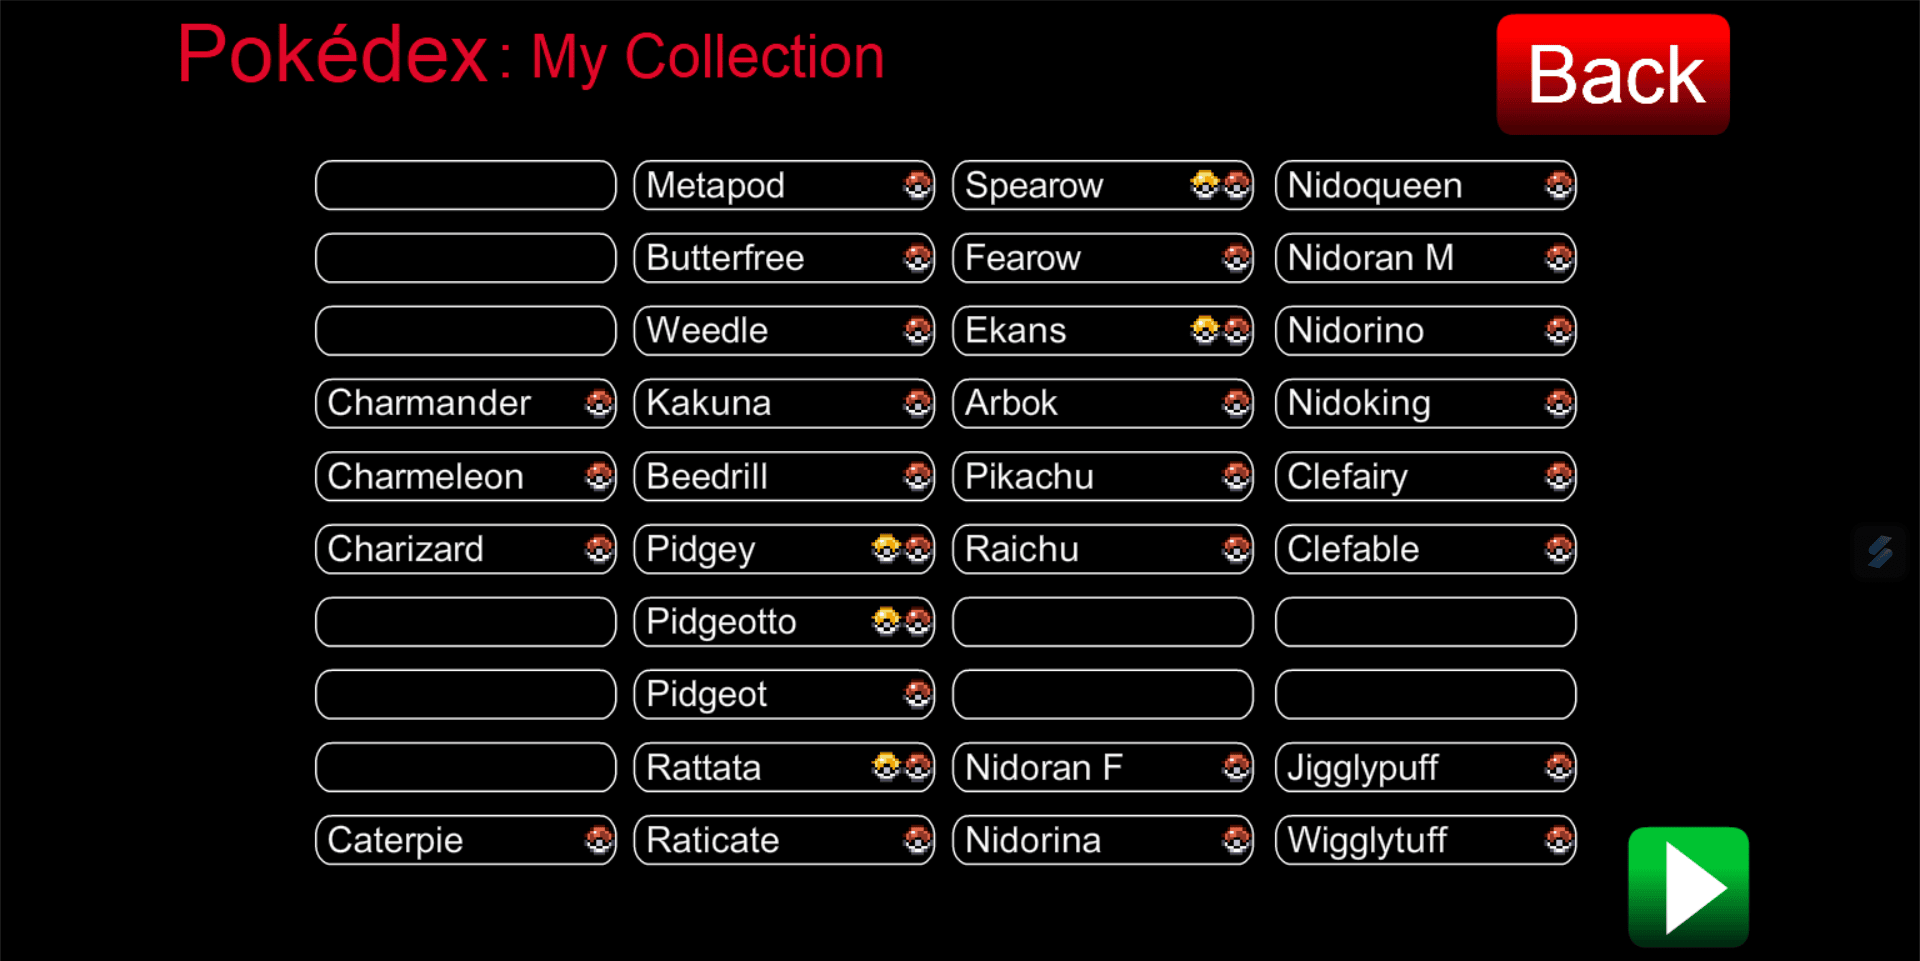 Pokédex: My Collection
Back
Metapod
Spearow
Nidoqueen
Butterfree
Fearow
Nidoran M
Weedle
Ekans
Nidorino
Charmander
Kakuna
Arbok
Nidoking
Charmeleon
Beedrill
Pikachu
Clefairy
Charizard
Pidgey
Raichu
Clefable
Pidgeotto
Pidgeot
Rattata
Nidoran F
Jigglypuff
Caterpie
Raticate
Nidorina
Wigglytuff